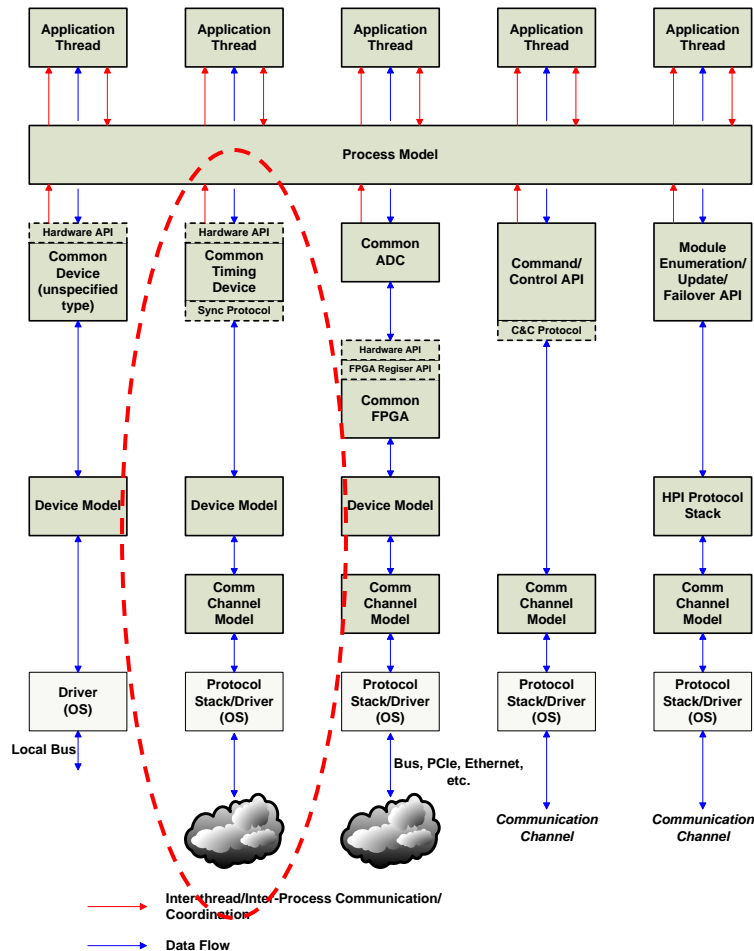 Application
Thread
Application
Thread
Application
Thread
Application
Thread
Application
Thread
Process Model
Hardware API
Common
Device
(unspecified
type)
Hardware API
Common
Timing
Device
Sync Protocol
Common
ADC
Command/
Control API
C&C Protocol
Module
Enumeration/
Update/
Failover API
Hardware API
FPGA Regiser API
Common
FPGA
Device Model
Device Model
Device Model
HPI Protocol
Stack
Comm
Channel
Model
Comm
Channel
Model
Comm
Channel
Model
Comm
Channel
Model
Driver
(OS)
Protocol
Stack/Driver
(OS)
Protocol
Stack/Driver
(OS)
Protocol
Stack/Driver
(OS)
Protocol
Stack/Driver
(OS)
Local Bus
Bus, PCIe, Ethernet,
etc.
Communication
Channel
Communication
Channel
Inter-thread/Inter-Process Communication/
Coordination
Data Flow